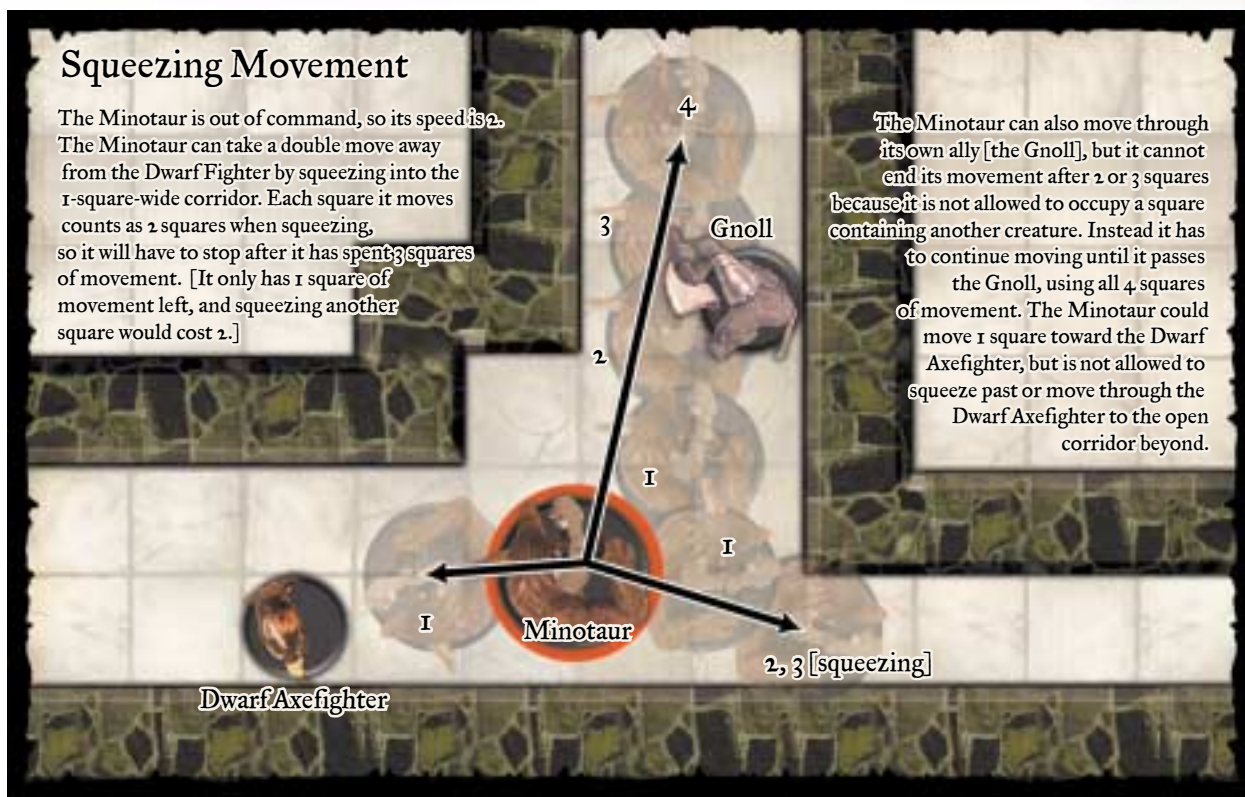 Squeezing Movement
The Minotaur is out of command, so its speed is 2.
The Minotaur can take a double move away
from the Dwarf Fighter by squeezing into the
1-square-wide corridor. Each square it moves
counts as 2 squares when squeezing,
so it will have to stop after it has spent 3 squares
of movement. [It only has 1 square of
movement left, and squeezing another
square would cost 2.]
The Minotaur can also move through
its own ally [the Gnoll], but it cannot
end its movement after 2 or 3 squares
because it is not allowed to occupy a square
containing another creature. Instead it has
to continue moving until it passes
the Gnoll, using all 4 squares
of movement. The Minotaur could
move 1 square toward the Dwarf
Axefighter, but is not allowed to
squeeze past or move through the
Dwarf Axefighter to the open
corridor beyond.
4
3
Gnoll
2
1
1
1
Minotaur
2, 3 [squeezing]
Dwarf Axefighter